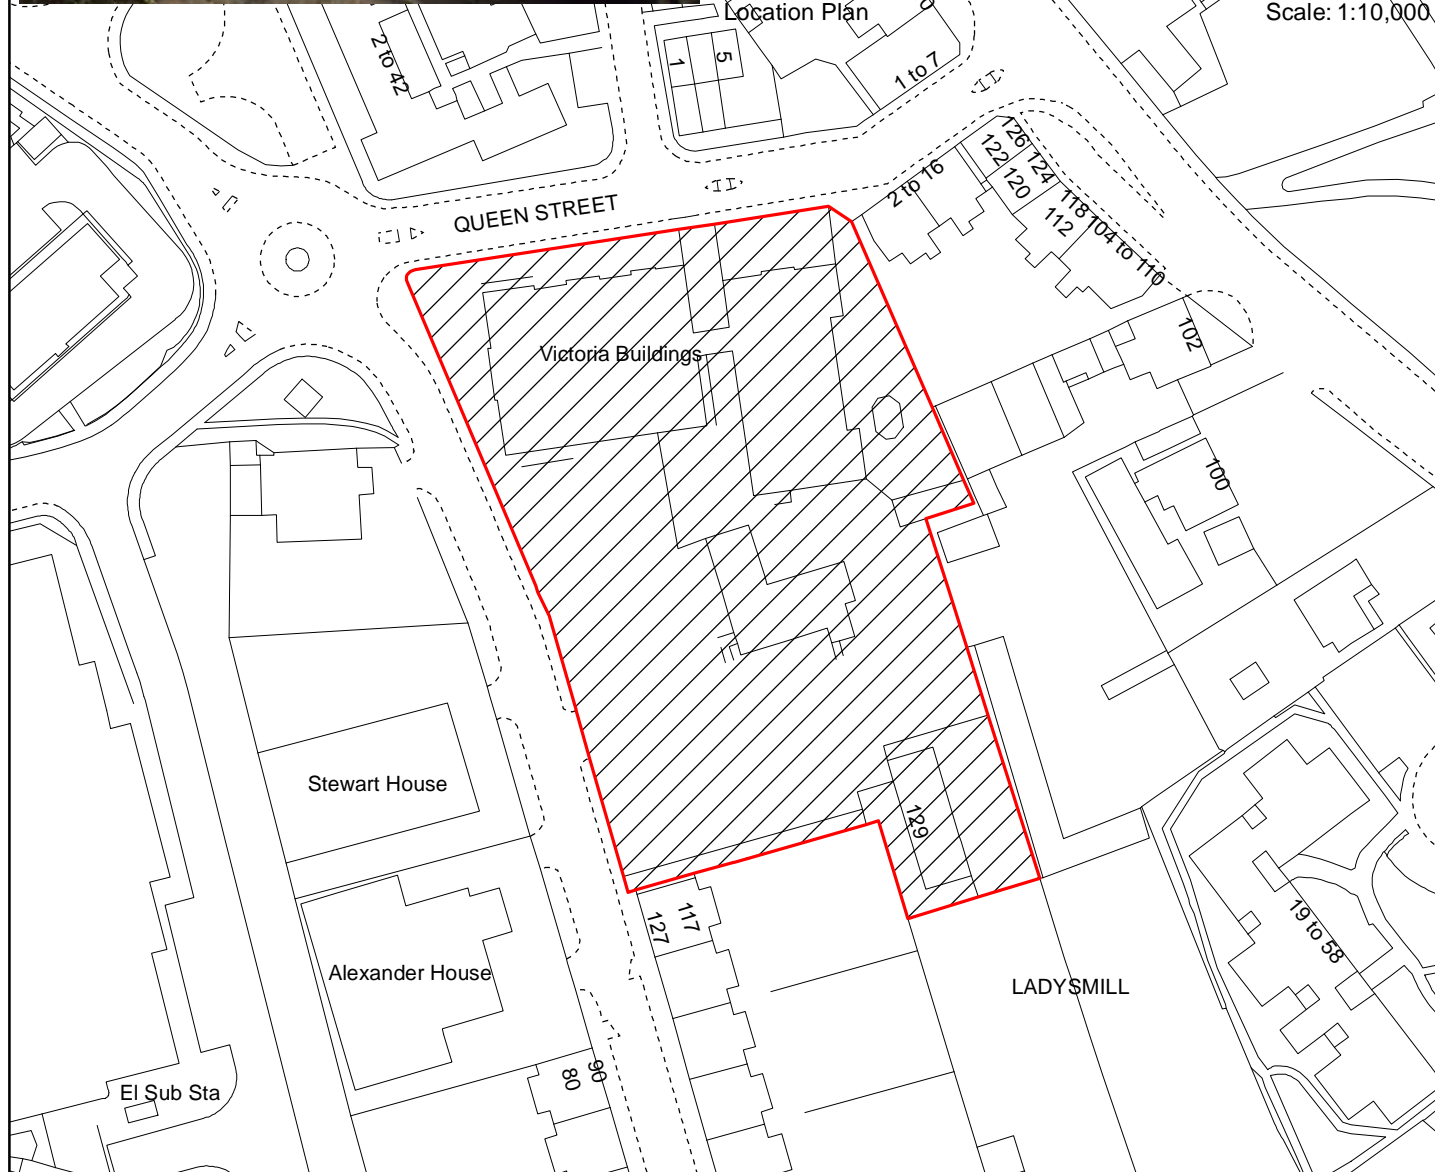 Location Plan
Scale: 1:10,000
2 to 42
1
5
1 to 7
QUEEN STREET
2 to 16
126
122
124
120
118
112
104 to 110
102
Victoria Buildings
100
Stewart House
129
117
127
19 to 58
Alexander House
LADYSMILL
90
80
El Sub Sta